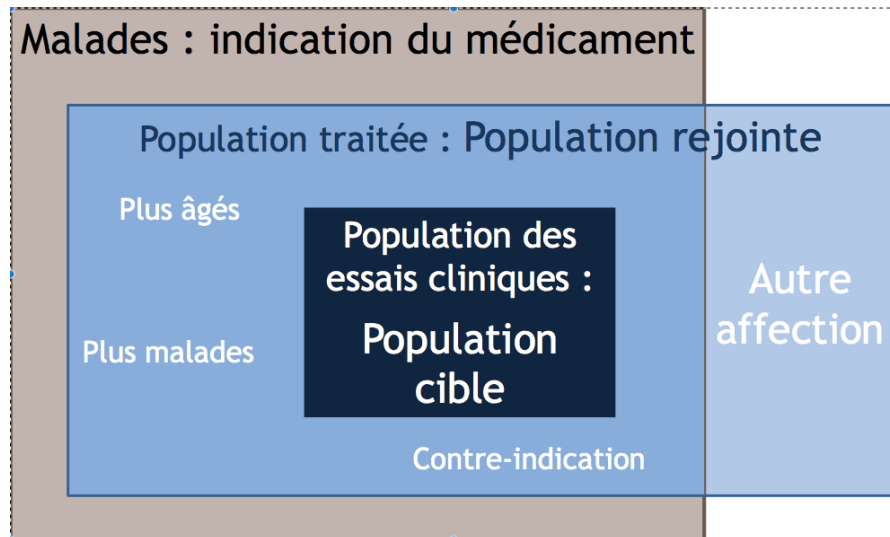 Malades : indication du médicament
Population traitée : Population rejointe
Plus âgés
Population des
essais cliniques :
Population
cible
Autre
affection
Plus malades
Contre-indication